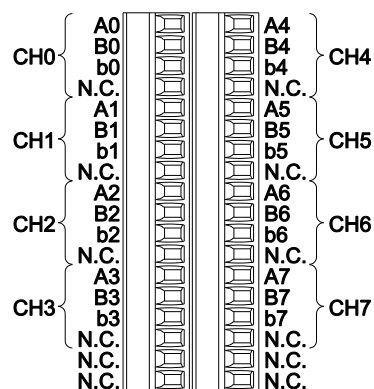 A0 A4
B0 B4
CH0 CH4
b0 b4
N.C. N.C.
A1 A5
B1 B5
CH1 CH5
b1 b5
N.C. N.C.
A2 A6
B2 B6
CH2 CH6
b2 b6
N.C. N.C.
A3 A7
B3 B7
CH3 CH7
b3 b7
N.C. N.C.
N.C. N.C.
N.C. N.C.